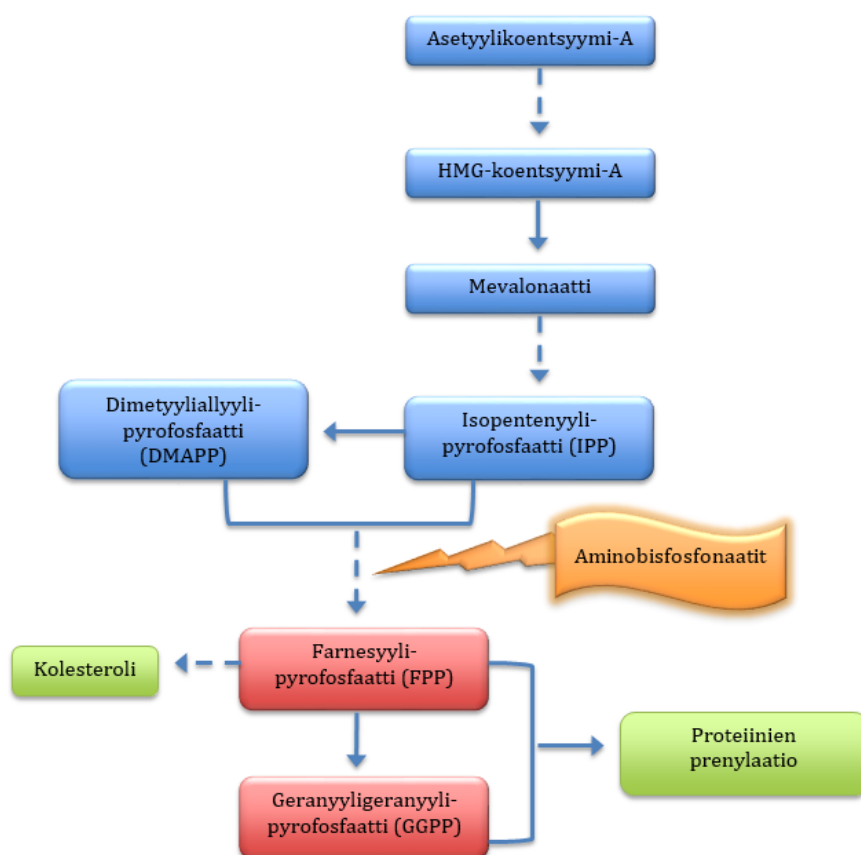 Asetyylikoentsyymi-A
HMG-koentsyymi-A
Mevalonaatti
Dimetyyliallyyli-
pyrofosfaatti
(DMAPP)
Isopentenyyli-
pyrofosfaatti (IPP)
Aminobisfosfonaatit
Kolesteroli
Farnesyyli-
pyrofosfaatti (FPP)
Proteiinien
prenylaatio
Geranyyligeranyyli-
pyrofosfaatti (GGPP)